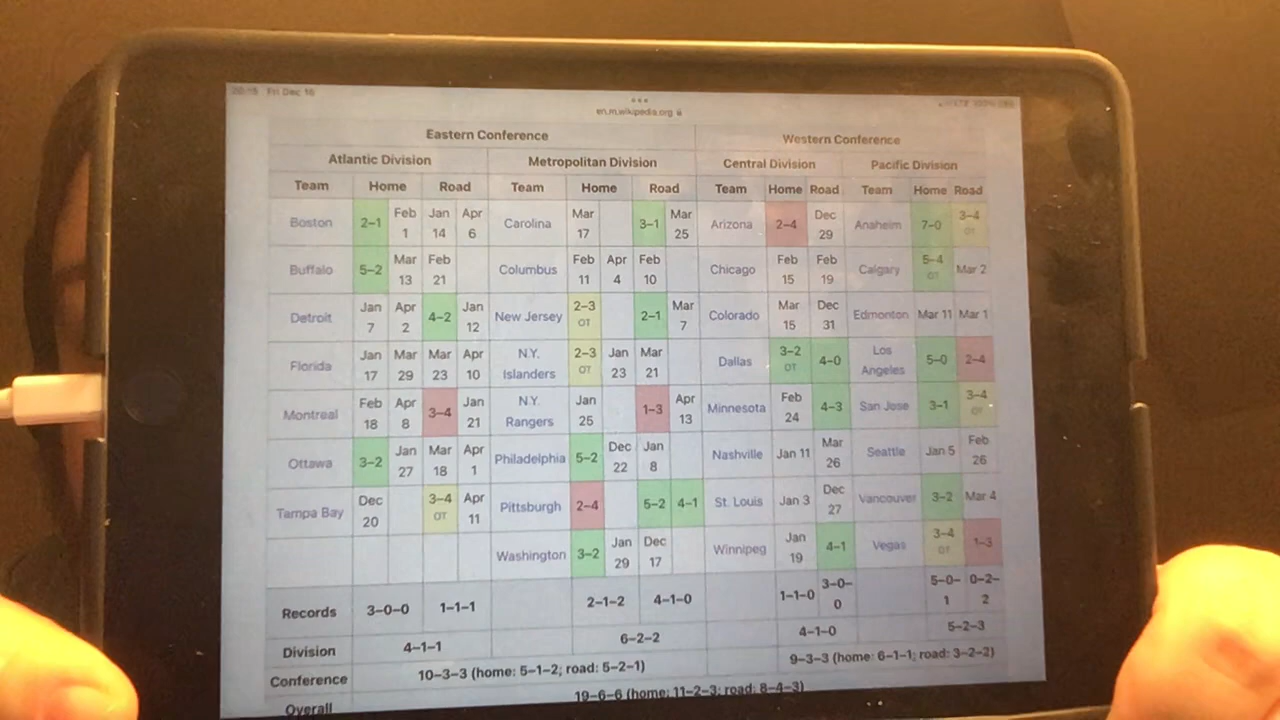 Fri Dec 16
en.m.wikipedia.org
Eastern Conference Western Conference
Atlantic Division Metropolitan Division Central Division Pacific Division
Team Home Road Team Home Road Team Home Road Team Home Road
Boston 2–1 Feb 1 Jan 14 Apr 6 Carolina Mar 17 3–1 Mar 25 Arizona 2–4 Dec 29 Anaheim 7–0 3–4 OT
Buffalo 5–2 Mar 13 Feb 21 Columbus Feb 11 Apr 4 Feb 10 Chicago Feb 15 Feb 19 Calgary 5–4 OT Mar 2
Detroit Jan 7 Apr 2 4–2 Jan 12 New Jersey 2–3 OT 2–1 Mar 7 Colorado Mar 15 Dec 31 Edmonton Mar 11 Mar 1
Florida Jan 17 Mar 29 Mar 23 Apr 10 N.Y. Islanders 2–3 OT Jan 23 Mar 21 Dallas 3–2 OT 4–0 Los Angeles 5–0 2–4
Montreal Feb 18 Apr 8 3–4 Jan 21 N.Y. Rangers Jan 25 1–3 Apr 13 Minnesota Feb 24 4–3 San Jose 3–1 3–4 OT
Ottawa 3–2 Jan 27 Mar 18 Apr 1 Philadelphia 5–2 Dec 22 Jan 8 Nashville Jan 11 Mar 26 Seattle Jan 5 Feb 26
Tampa Bay Dec 20 3–4 OT Apr 11 Pittsburgh 2–4 5–2 4–1 St. Louis Jan 3 Dec 27 Vancouver 3–2 Mar 4
Washington 3–2 Jan 29 Dec 17 Winnipeg Jan 19 4–1 Vegas 3–4 OT 1–3
Records 3–0–0 1–1–1 2–1–2 4–1–0 1–1–0 3–0–0 5–0–1 0–2–2
Division 4–1–1 6–2–2 4–1–0 5–2–3
Conference 10–3–3 (home: 5–1–2; road: 5–2–1) 9–3–3 (home: 6–1–1; road: 3–2–2)
Overall 19–6–6 (home: 11–2–3; road: 8–4–3)